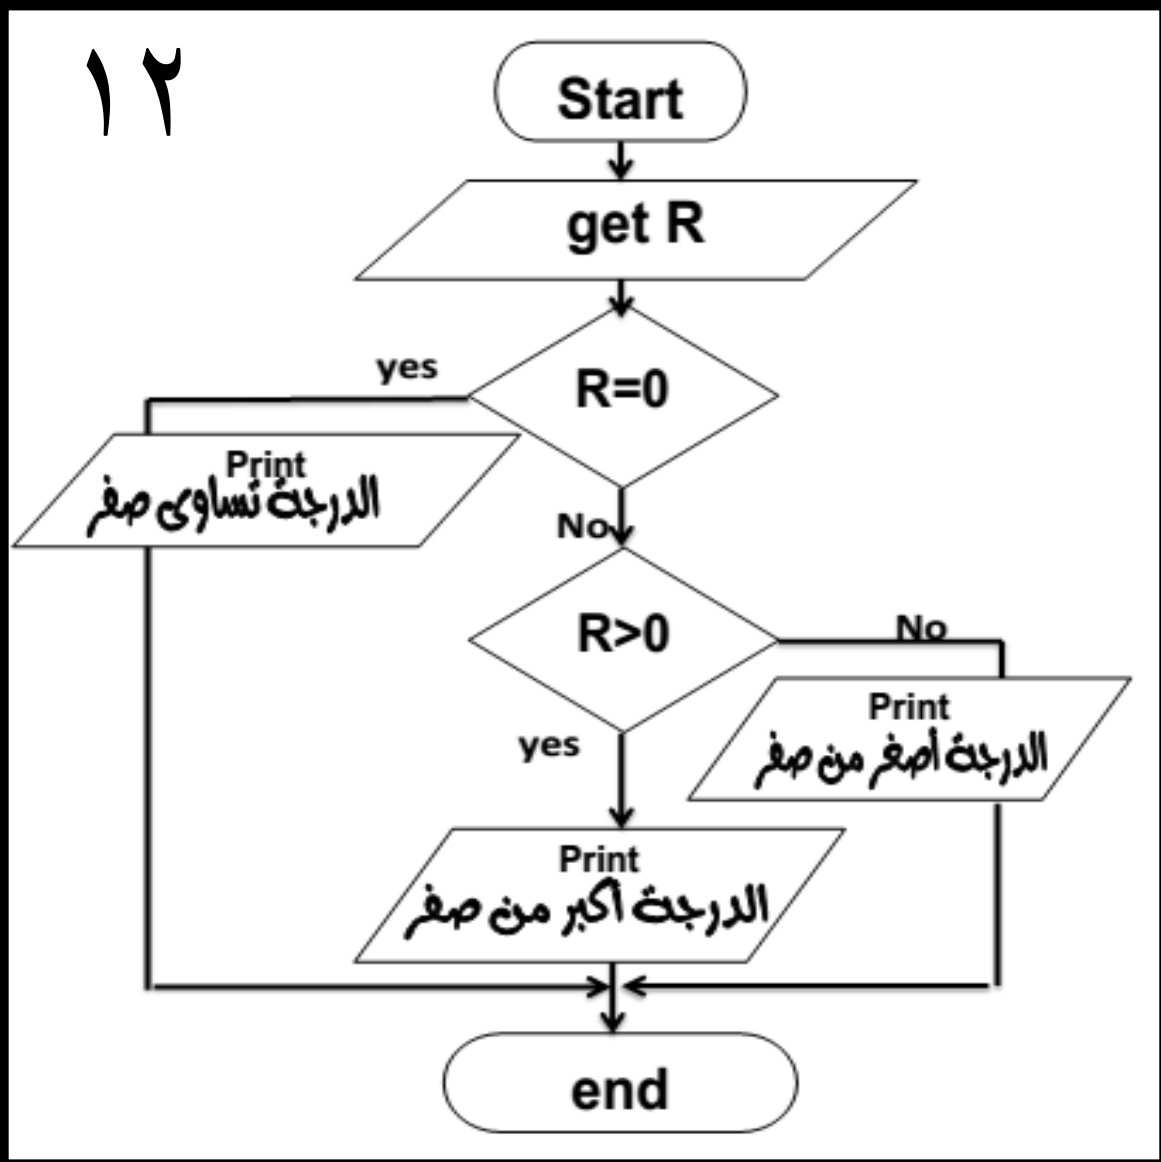 ١٢
Start
get R
R=0
yes
Print
الدرجة تساوى صفر
No
R>0
No
Print
الدرجة أصغر من صفر
yes
Print
الدرجة أكبر من صفر
end